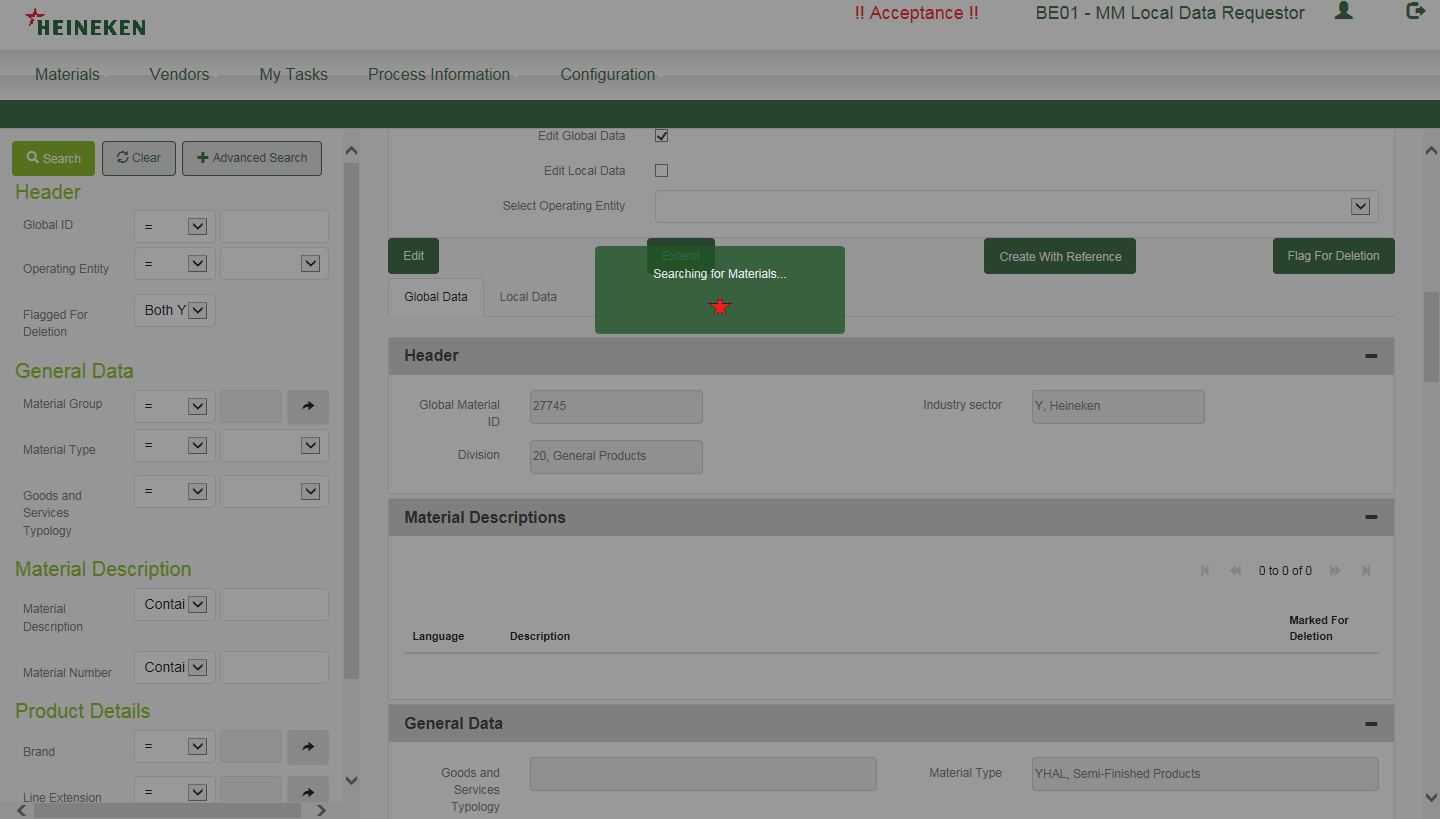 HEINEKEN
!! Acceptance !!
BE01 - MM Local Data Requestor
Materials
Vendors
My Tasks
Process Information
Configuration
Search
Clear
Advanced Search
Header
Global ID
=
Operating Entity
=
Flagged For
Deletion
Both Y
General Data
Material Group
=
Material Type
=
Goods and
Services
Typology
=
Material Description
Material
Description
Contai
Material Number
Contai
Product Details
Brand
=
Line Extension
=
Edit Global Data
Edit Local Data
Select Operating Entity
Edit
Extend
Create With Reference
Flag For Deletion
Searching for Materials...
Global Data
Local Data
Header
Global Material
ID
27745
Industry sector
Y, Heineken
Division
20, General Products
Material Descriptions
0 to 0 of 0
Language
Description
Marked For
Deletion
General Data
Goods and
Services
Typology
Material Type
YHAL, Semi-Finished Products